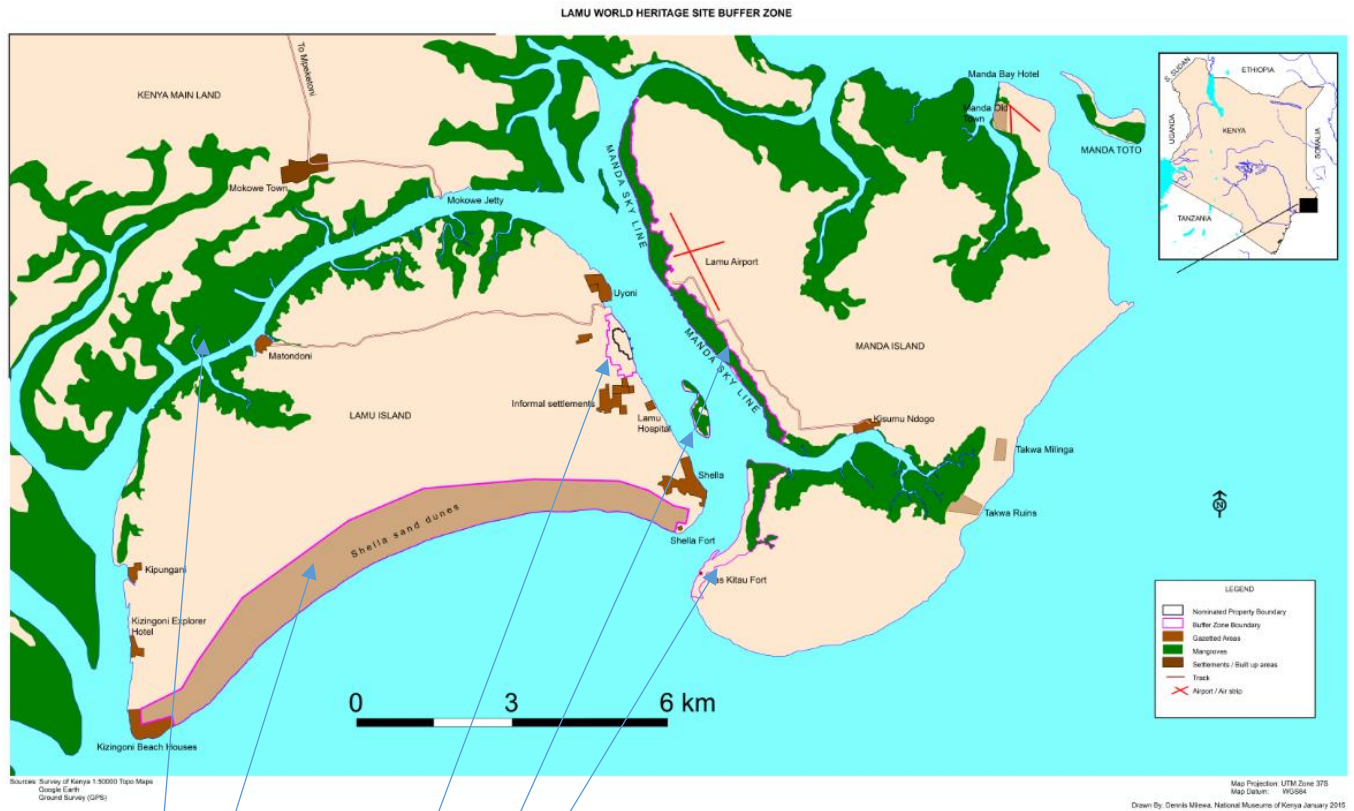 LAMU WORLD HERITAGE SITE BUFFER ZONE
KENYA MAIN LAND
To Mpeketoni
Mokowe Town
Mokowe Jetty
MANDA SKY LINE
Manda Bay Hotel
Manda Old
Town
MANDA TOTO
S. SUDAN
ETHIOPIA
UGANDA
KENYA
SOMALIA
TANZANIA
Lamu Airport
Uyoni
Matondoni
MANDA ISLAND
MANDA SKY LINE
LAMU ISLAND
Informal settlements
Lamu
Hospital
Kisumu Ndogo
Takwa Milinga
Shella
Takwa Ruins
Shella sand dunes
Shella Fort
N
Kipungani
as Kitau Fort
Kizingoni Explorer
Hotel
Kizingoni Beach Houses
0 3 6 km
LEGEND
Nominated Property Boundary
Buffer Zone Boundary
Gazetted Areas
Mangroves
Settlements / Built up areas
Track
Airport / Air strip
Sources: Survey of Kenya 1:50000 Topo Maps
Google Earth
Ground Survey (GPS)
Map Projection: UTM Zone 37S
Map Datum: WGS84
Drawn By: Dennis Milewa, National Museums of Kenya January 2015